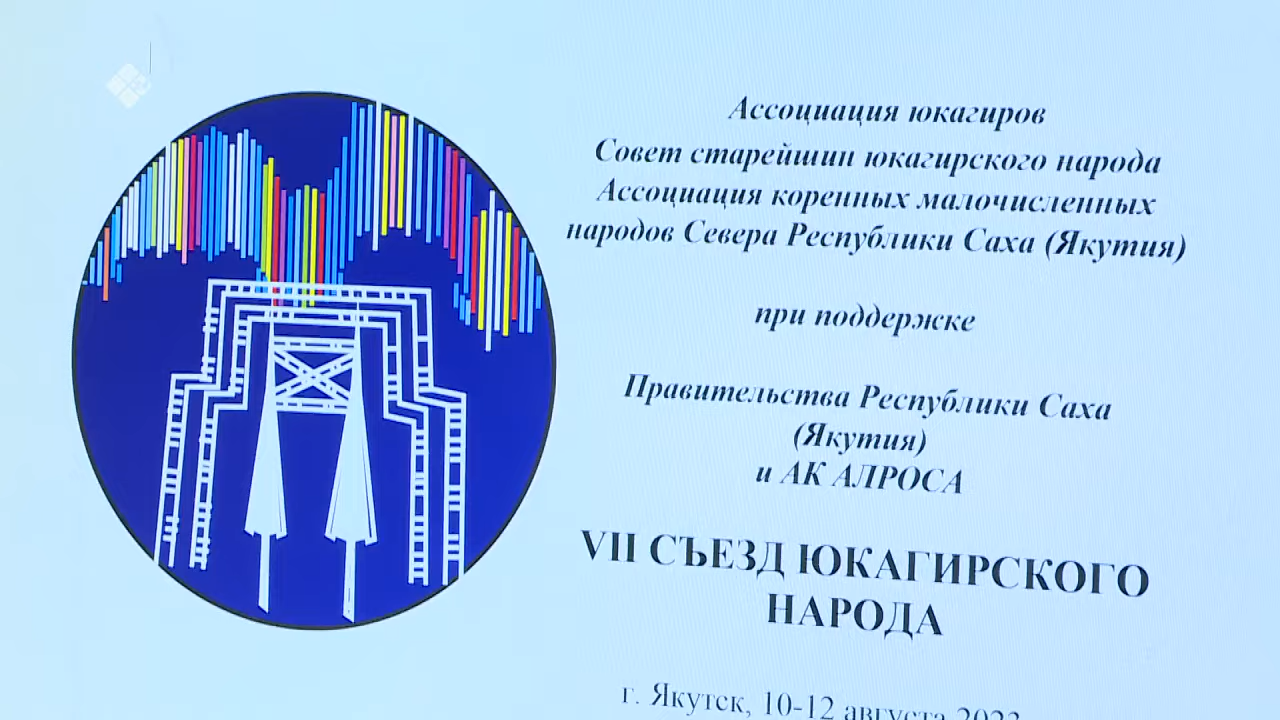 Ассоциация юкагиров
Совет старейшин юкагирского народа
Ассоциация коренных малочисленных
народов Севера Республики Саха (Якутия)
при поддержке
Правительства Республики Саха
(Якутия)
и АК АЛРОСА
VII СЪЕЗД ЮКАГИРСКОГО
НАРОДА
г. Якутск, 10-12 августа